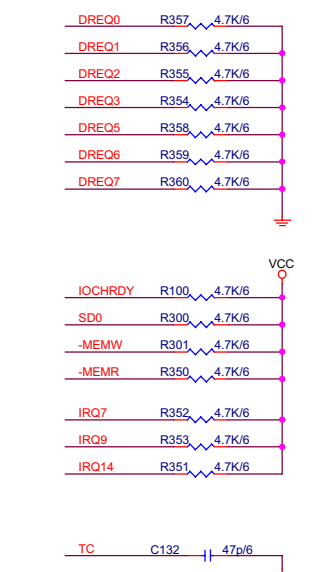 DREQ0 R357 4.7K/6
DREQ1 R356 4.7K/6
DREQ2 R355 4.7K/6
DREQ3 R354 4.7K/6
DREQ5 R358 4.7K/6
DREQ6 R359 4.7K/6
DREQ7 R360 4.7K/6
VCC
IOCHRDY R100 4.7K/6
SD0 R300 4.7K/6
-MEMW R301 4.7K/6
-MEMR R350 4.7K/6
IRQ7 R352 4.7K/6
IRQ9 R353 4.7K/6
IRQ14 R351 4.7K/6
TC C132 47p/6